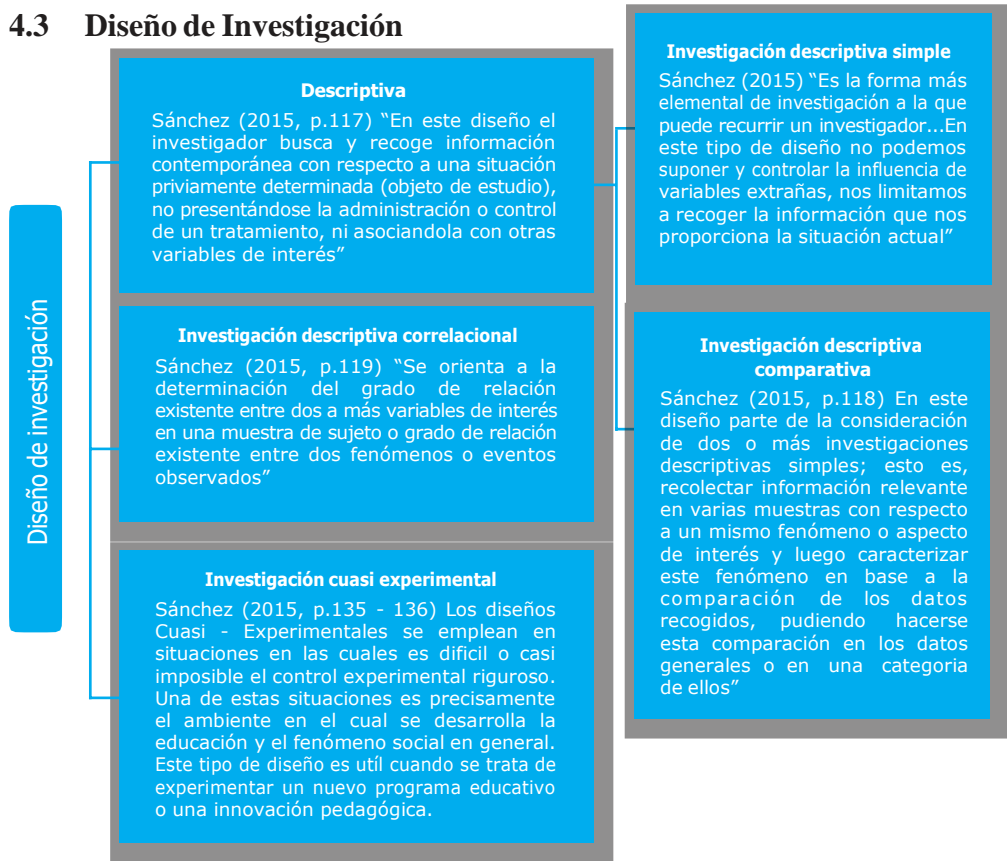 4.3 Diseño de Investigación
Diseño de investigación
Descriptiva
Sánchez (2015, p.117) “En este diseño el
investigador busca y recoge información
contemporánea con respecto a una situación
priviamente determinada (objeto de estudio),
no presentándose la administración o control
de un tratamiento, ni asociandola con otras
variables de interés”
Investigación descriptiva correlacional
Sánchez (2015, p.119) “Se orienta a la
determinación del grado de relación
existente entre dos a más variables de interés
en una muestra de sujeto o grado de relación
existente entre dos fenómenos o eventos
observados”
Investigación cuasi experimental
Sánchez (2015, p.135 - 136) Los diseños
Cuasi - Experimentales se emplean en
situaciones en las cuales es dificil o casi
imposible el control experimental riguroso.
Una de estas situaciones es precisamente
el ambiente en el cual se desarrolla la
educación y el fenómeno social en general.
Este tipo de diseño es utíl cuando se trata de
experimentar un nuevo programa educativo
o una innovación pedagógica.
Investigación descriptiva simple
Sánchez (2015) “Es la forma más
elemental de investigación a la que
puede recurrir un investigador...En
este tipo de diseño no podemos
suponer y controlar la influencia de
variables extrañas, nos limitamos
a recoger la información que nos
proporciona la situación actual”
Investigación descriptiva
comparativa
Sánchez (2015, p.118) En este
diseño parte de la consideración
de dos o más investigaciones
descriptivas simples; esto es,
recolectar información relevante
en varias muestras con respecto
a un mismo fenómeno o aspecto
de interés y luego caracterizar
este fenómeno en base a la
comparación de los datos
recogidos, pudiendo hacerse
esta comparación en los datos
generales o en una categoria
de ellos”